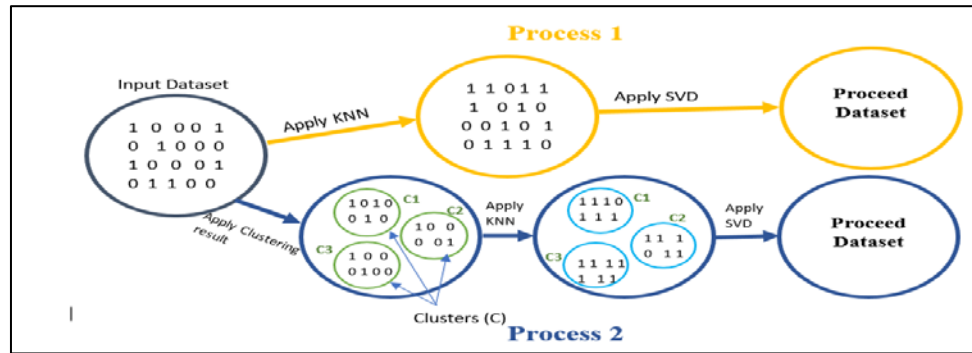 Process 1
Input Dataset
1 0 0 0 1
0 1 0 0 0
1 0 0 0 1
0 1 1 0 0
Apply KNN
1 1 0 1 1
1 0 1 0
0 0 1 0 1
0 1 1 1 0
Apply SVD
Proceed
Dataset
Apply Clustering
result
1 0 1 0
0 1 0
C1
C2
1 0 0
0 0 1
C3
1 0 0
0 1 0 0
Clusters (C)
Apply
KNN
1 1 1 0
1 1 1
C1
C2
1 1 1
0 1 1
C3
1 1 1 1
1 1 1
Apply
SVD
Proceed
Dataset
Process 2